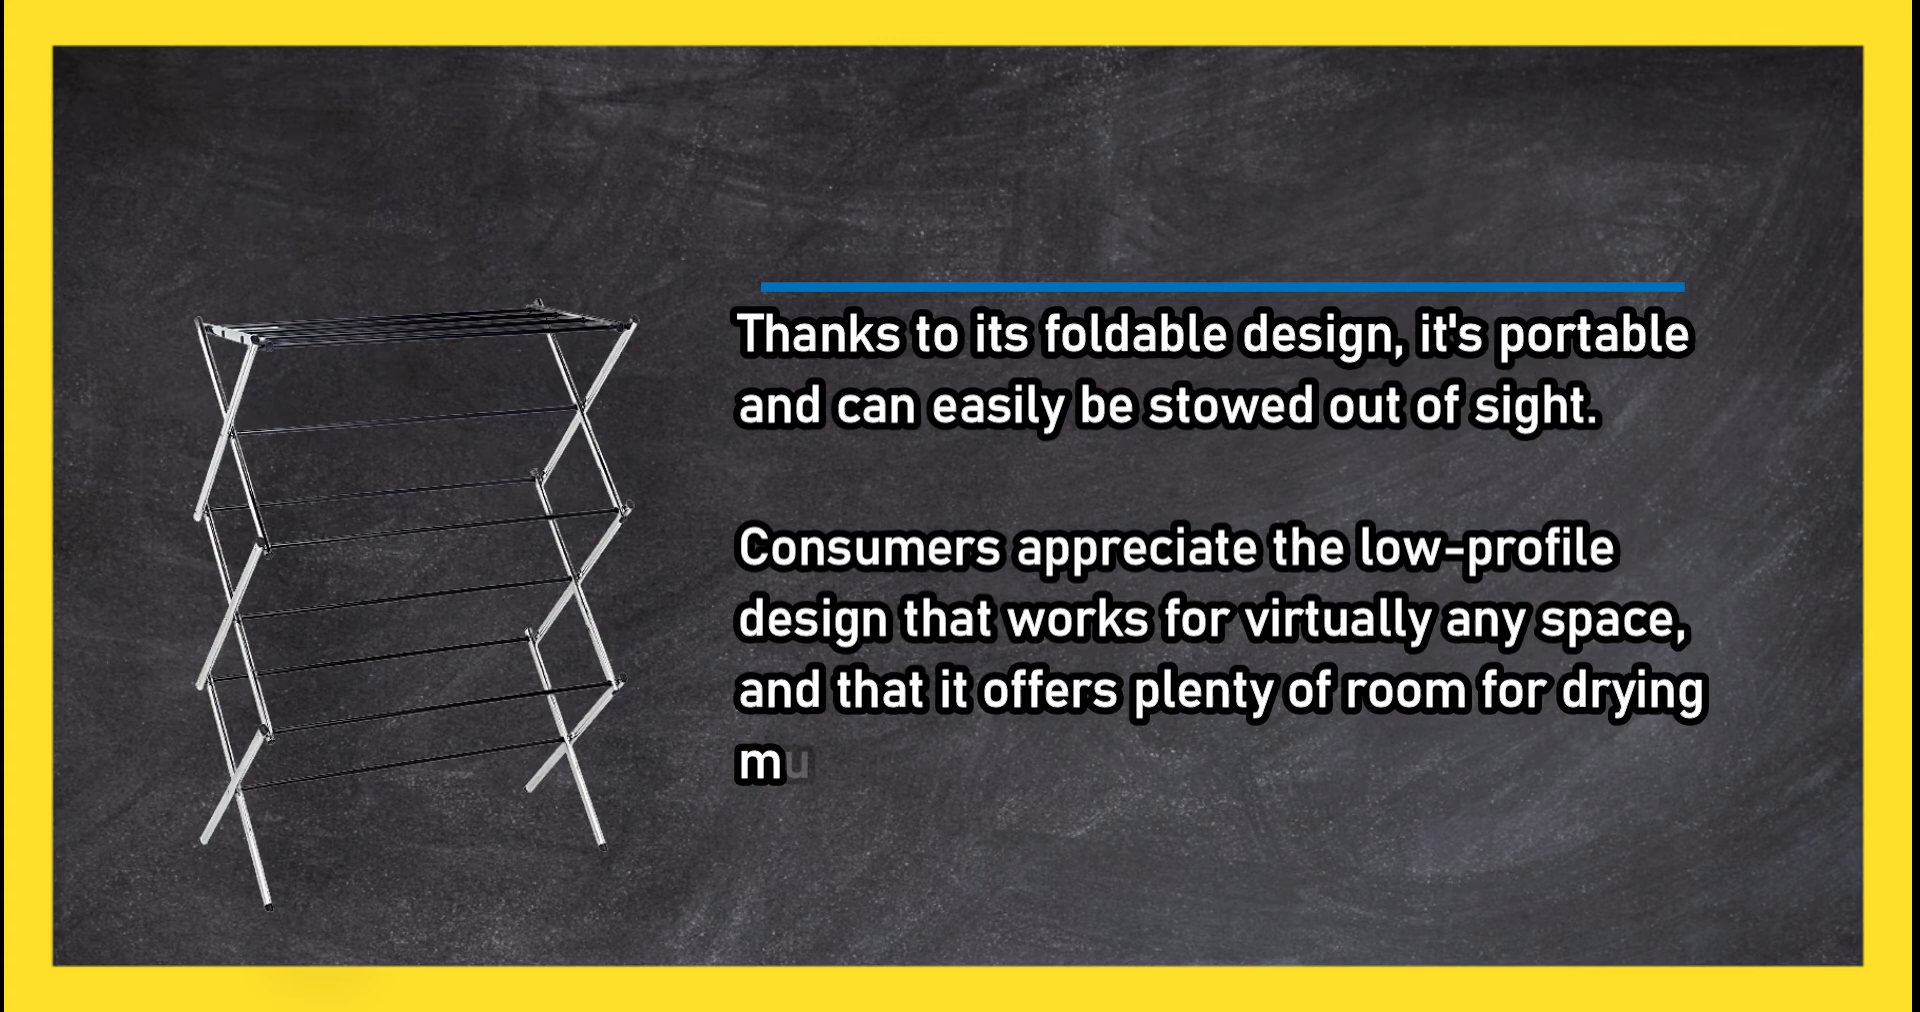 Thanks to its foldable design, it's portable
and can easily be stowed out of sight.
Consumers appreciate the low-profile
design that works for virtually any space,
and that it offers plenty of room for drying
mu